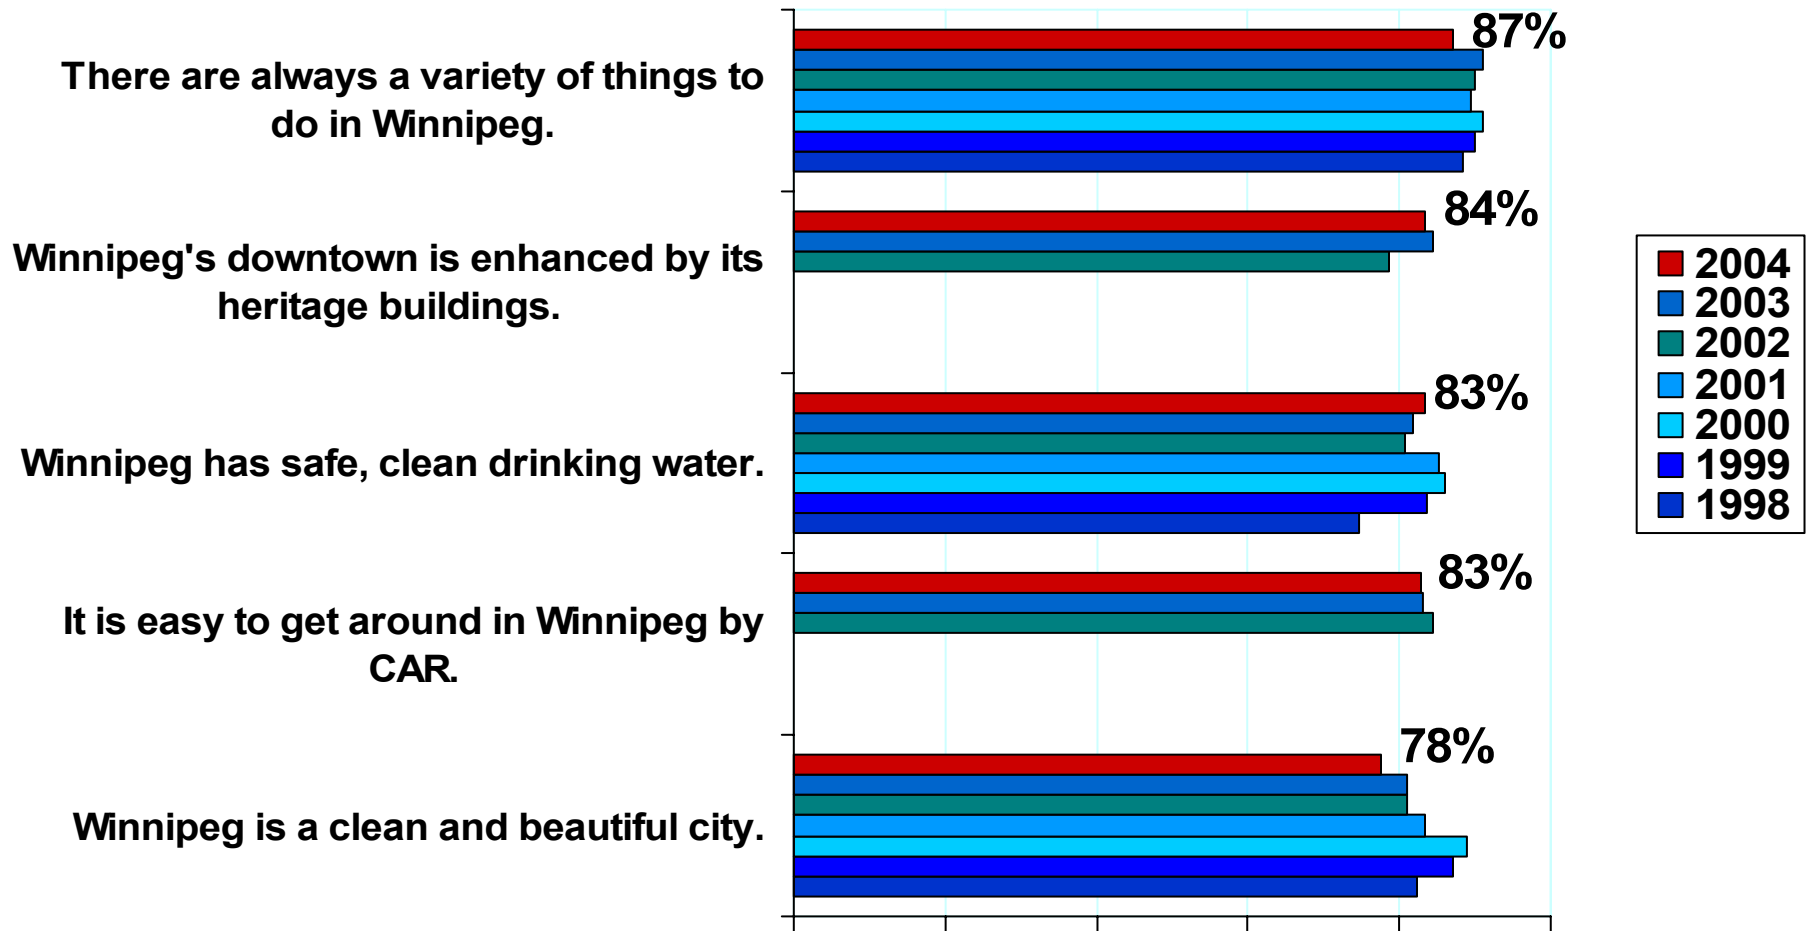 87%
There are always a variety of things to
do in Winnipeg.
84%
Winnipeg's downtown is enhanced by its
heritage buildings.
83%
Winnipeg has safe, clean drinking water.
83%
It is easy to get around in Winnipeg by
CAR.
78%
Winnipeg is a clean and beautiful city.
2004
2003
2002
2001
2000
1999
1998